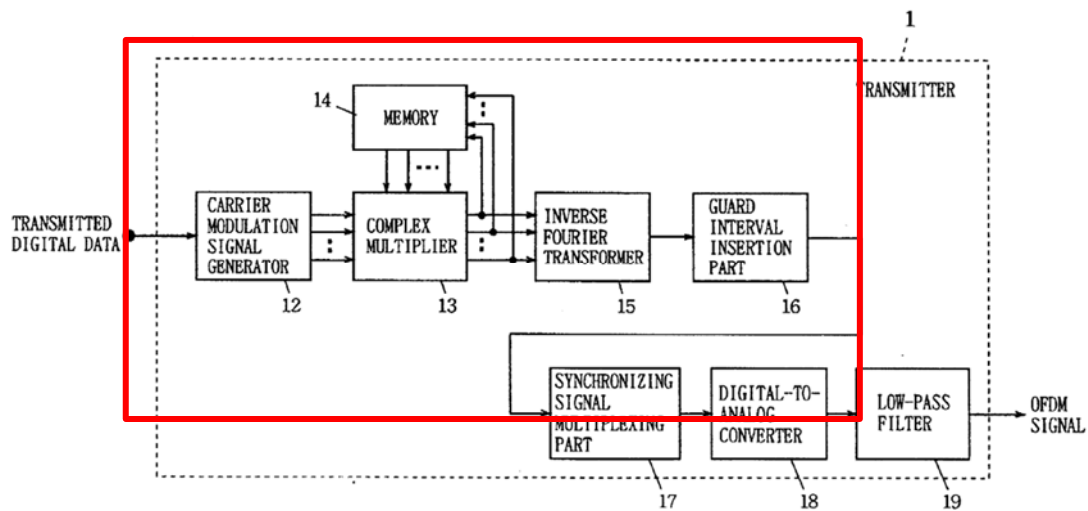 1
TRANSMITTER
14
MEMORY
TRANSMITTED
DIGITAL DATA
CARRIER
MODULATION
SIGNAL
GENERATOR
12
COMPLEX
MULTIPLIER
13
INVERSE
FOURIER
TRANSFORMER
15
GUARD
INTERVAL
INSERTION
PART
16
SYNCHRONIZING
SIGNAL
MULTIPLEXING
PART
17
DIGITAL-TO-
ANALOG
CONVERTER
18
LOW-PASS
FILTER
19
OFDM
SIGNAL